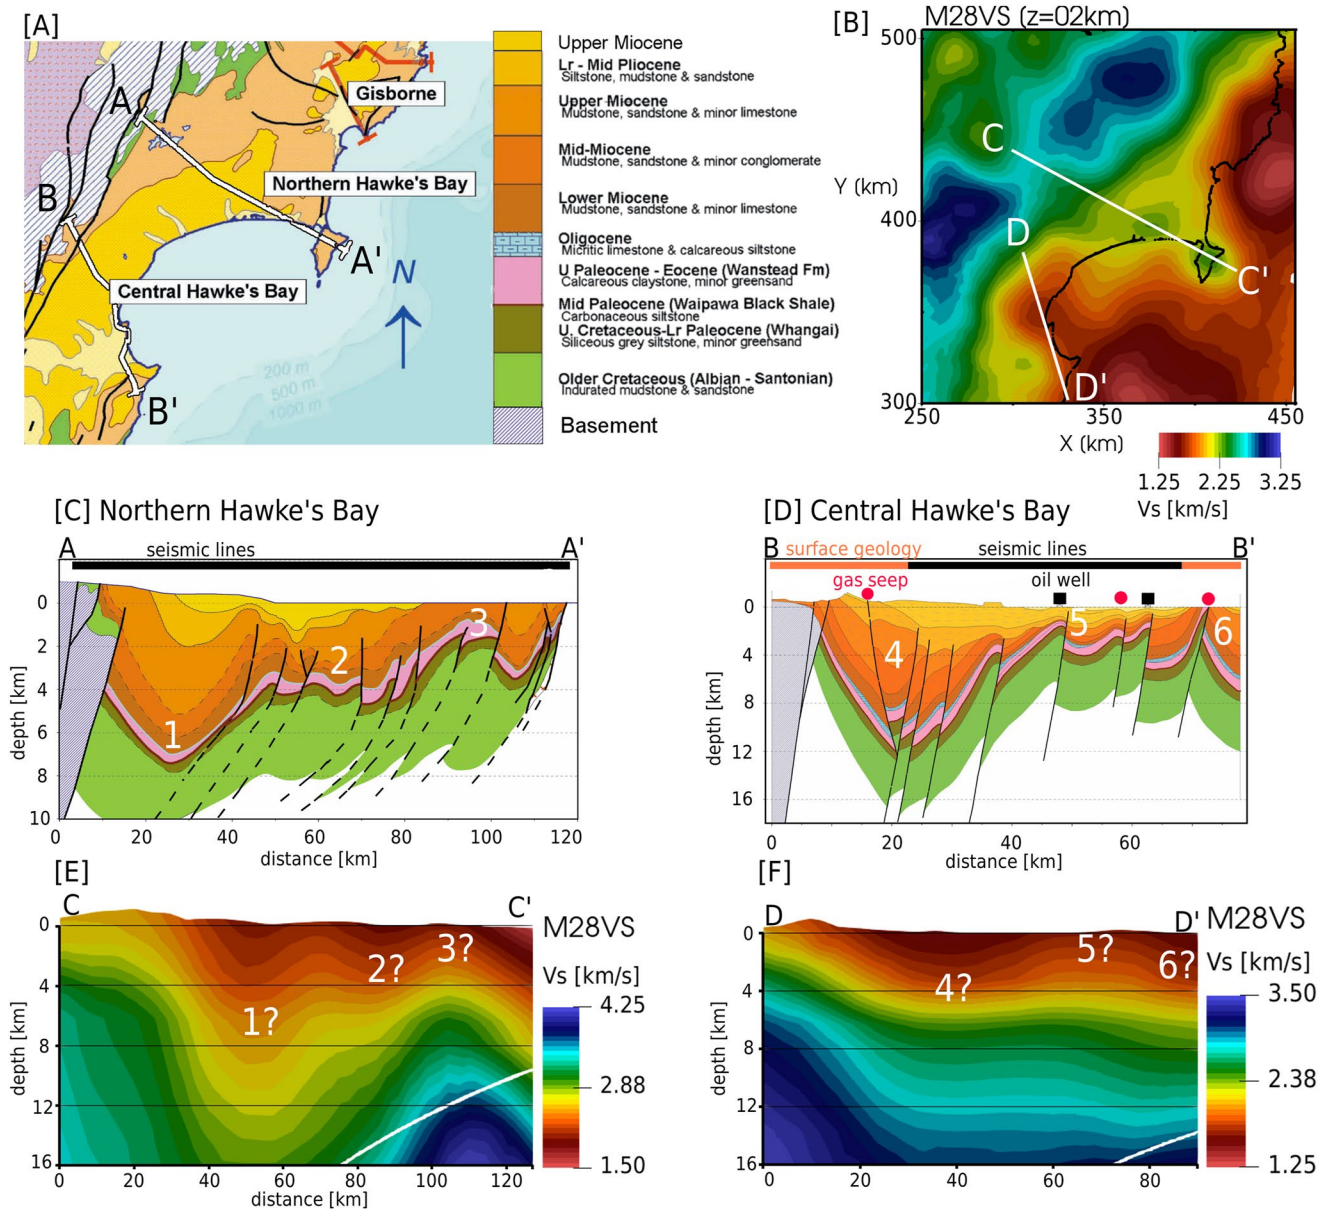 [A]
A
B
Gisborne
Northern Hawke's Bay
A'
N
Central Hawke's Bay
200 m
500 m
1000 m
B'
Upper Miocene
Lr - Mid Pliocene
Siltstone, mudstone & sandstone
Upper Miocene
Mudstone, sandstone & minor limestone
Mid-Miocene
Mudstone, sandstone & minor conglomerate
Lower Miocene
Mudstone, sandstone & minor limestone
Oligocene
Micritic limestone & calcareous siltstone
U Paleocene - Eocene (Wanstead Fm)
Calcareous claystone, minor greensand
Mid Paleocene (Waipawa Black Shale)
Carbonaceous siltstone
U. Cretaceous-Lr Paleocene (Whangai)
Siliceous grey siltstone, minor greensand
Older Cretaceous (Albian - Santonian)
Indurated mudstone & sandstone
Basement
[B]
M28VS (z=02km)
500
Y (km)
400
300
C
D
C'
D'
250
350
450
X (km)
1.25
2.25
3.25
Vs [km/s]
[C] Northern Hawke's Bay
A
seismic lines
A'
0
2
4
6
8
10
depth [km]
1
2
3
0
20
40
60
80
100
120
distance [km]
[D] Central Hawke's Bay
B
surface geology
seismic lines
B'
gas seep
oil well
0
4
8
12
16
depth [km]
4
5
6
0
20
40
60
distance [km]
[E]
C
C'
0
4
8
12
16
depth [km]
1?
2?
3?
0
20
40
60
80
100
120
distance [km]
M28VS
Vs [km/s]
4.25
2.88
1.50
[F]
D
D'
0
4
8
12
16
depth [km]
4?
5?
6?
0
20
40
60
80
distance [km]
M28VS
Vs [km/s]
3.50
2.38
1.25